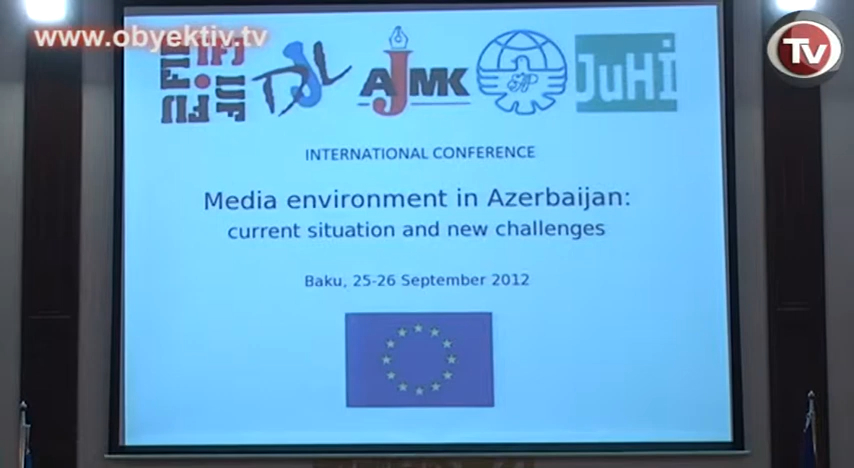 www.obyektiv.tv
Tv
AJMK
JuHi
INTERNATIONAL CONFERENCE
Media environment in Azerbaijan:
current situation and new challenges
Baku, 25-26 September 2012